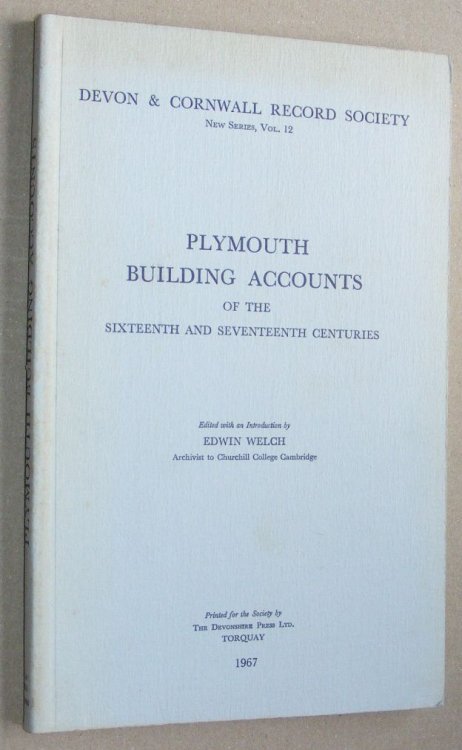 DEVON & CORNWALL RECORD SOCIETY
New Series, Vol. 12
PLYMOUTH
BUILDING ACCOUNTS
OF THE
SIXTEENTH AND SEVENTEENTH CENTURIES
Edited with an Introduction by
EDWIN WELCH
Archivist to Churchill College Cambridge
Printed for the Society by
The Devonshire Press Ltd.
TORQUAY
1967
PLYMOUTH BUILDING ACCOUNTS